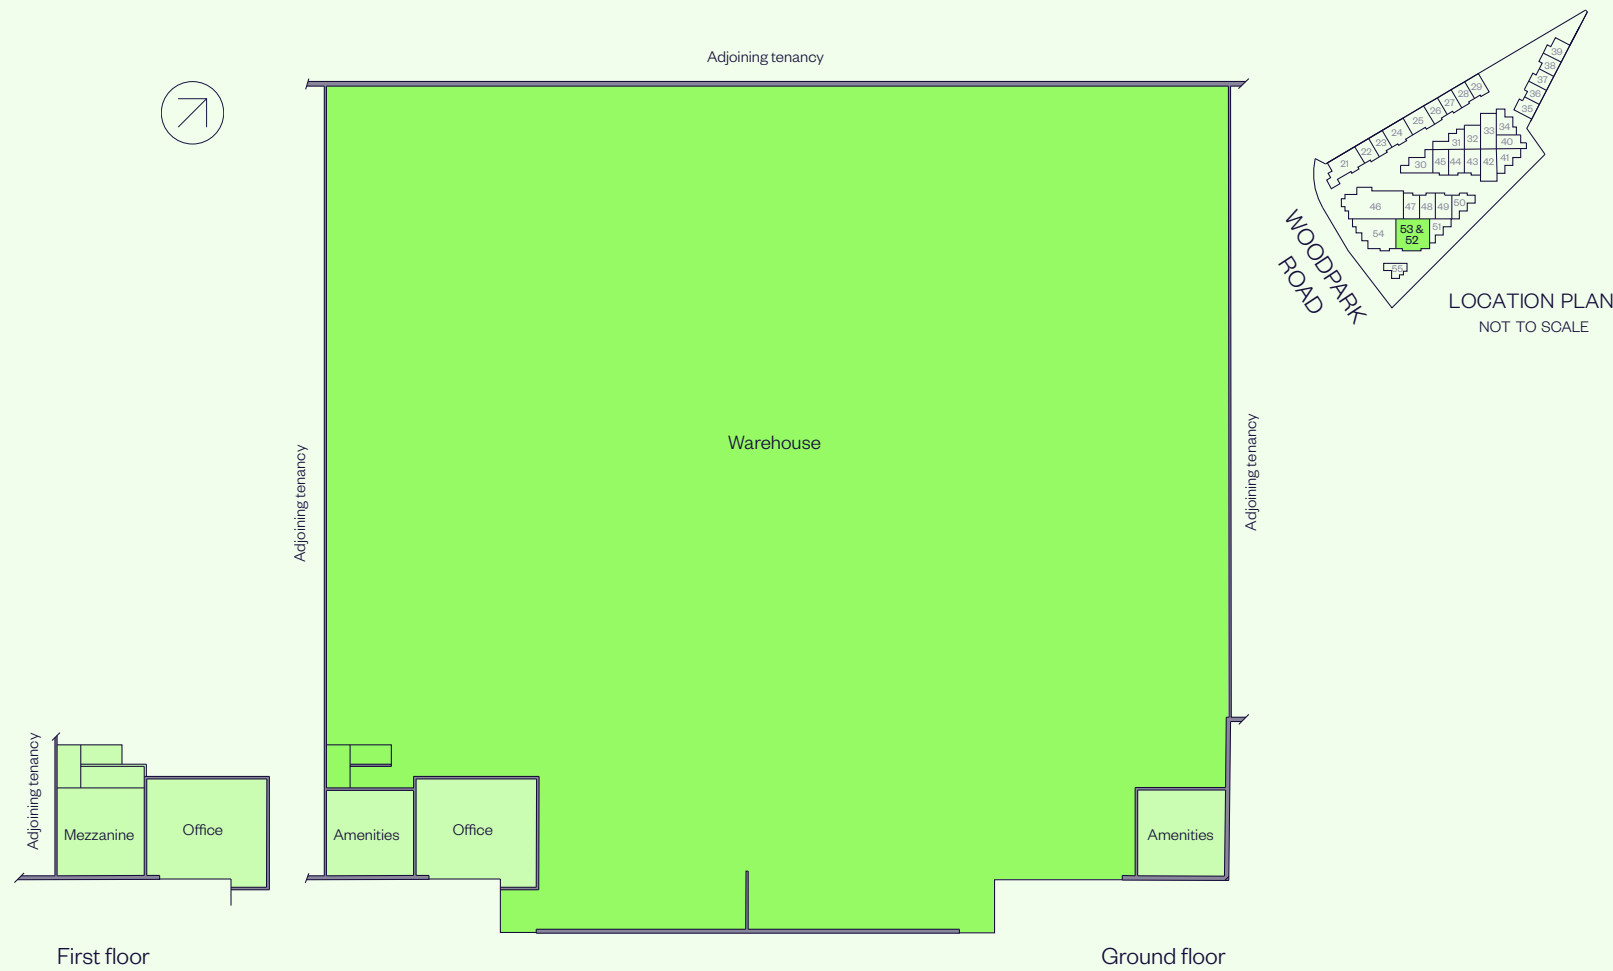 Adjoining tenancy
39
38
37
36
35
29
28
27
26
25
24
23
22
21
34
33
32
31
40
30
45
44
43
42
41
46
47
48
49
50
54
53 &
52
51
55
WOODPARK
ROAD
LOCATION PLAN
NOT TO SCALE
Adjoining tenancy
Warehouse
Adjoining tenancy
Adjoining tenancy
Mezzanine
Office
Amenities
Office
Amenities
First floor
Ground floor